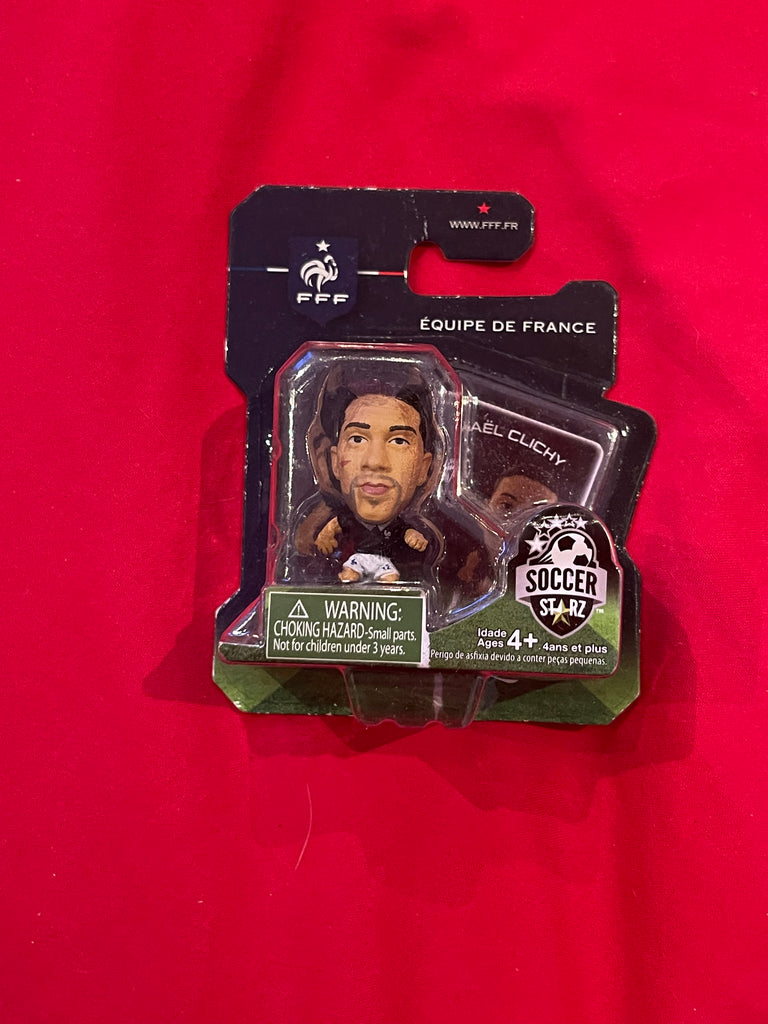 WWW.FFF.FR
FFF
ÉQUIPE DE FRANCE
AËL CLICHY
SOCCER
STARZ™
WARNING:
CHOKING HAZARD-Small parts.
Not for children under 3 years.
Idade
Ages 4+ 4ans et plus
Perigo de asfixia devido a conter peças pequenas.